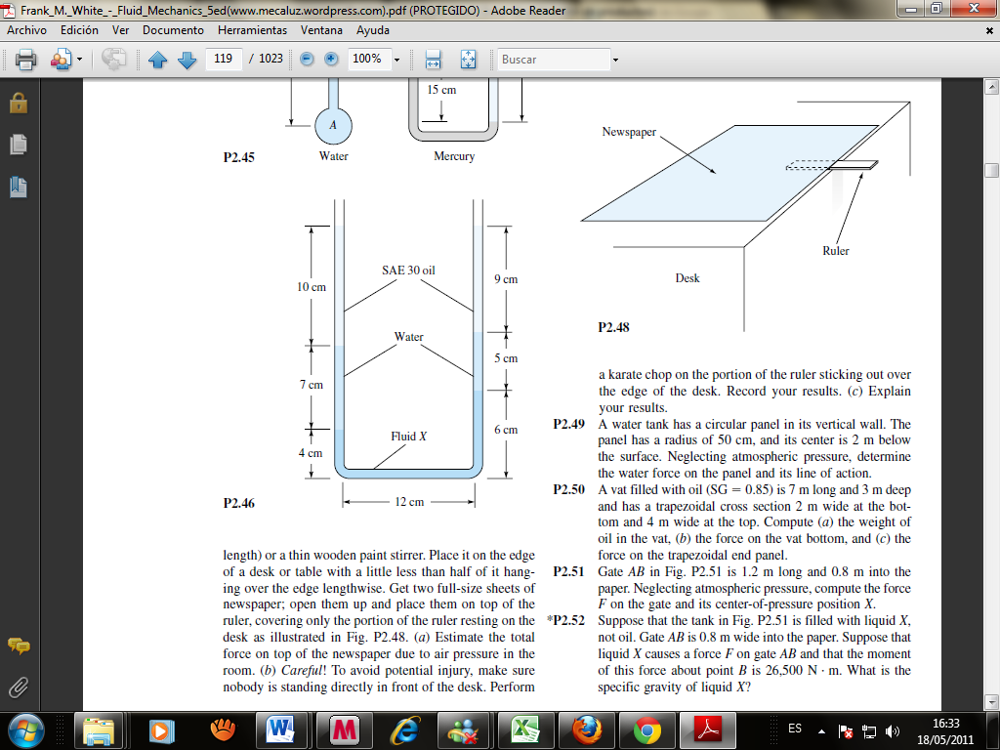 Frank_M._White_-_Fluid_Mechanics_5ed(www.mecaluz.wordpress.com).pdf (PROTEGIDO) - Adobe Reader
Archivo Edición Ver Documento Herramientas Ventana Ayuda
119 / 1023 100% Buscar
15 cm
A
P2.45
Water
Mercury
SAE 30 oil
10 cm
9 cm
Water
5 cm
7 cm
Fluid X
6 cm
4 cm
12 cm
P2.46
length) or a thin wooden paint stirrer. Place it on the edge
of a desk or table with a little less than half of it hang-
ing over the edge lengthwise. Get two full-size sheets of
newspaper; open them up and place them on top of the
ruler, covering only the portion of the ruler resting on the
desk as illustrated in Fig. P2.48. (a) Estimate the total
force on top of the newspaper due to air pressure in the
room. (b) Careful! To avoid potential injury, make sure
nobody is standing directly in front of the desk. Perform
Newspaper
Ruler
Desk
P2.48
a karate chop on the portion of the ruler sticking out over
the edge of the desk. Record your results. (c) Explain
your results.
P2.49 A water tank has a circular panel in its vertical wall. The
panel has a radius of 50 cm, and its center is 2 m below
the surface. Neglecting atmospheric pressure, determine
the water force on the panel and its line of action.
P2.50 A vat filled with oil (SG = 0.85) is 7 m long and 3 m deep
and has a trapezoidal cross section 2 m wide at the bot-
tom and 4 m wide at the top. Compute (a) the weight of
oil in the vat, (b) the force on the vat bottom, and (c) the
force on the trapezoidal end panel.
P2.51 Gate AB in Fig. P2.51 is 1.2 m long and 0.8 m into the
paper. Neglecting atmospheric pressure, compute the force
F on the gate and its center-of-pressure position X.
*P2.52 Suppose that the tank in Fig. P2.51 is filled with liquid X,
not oil. Gate AB is 0.8 m wide into the paper. Suppose that
liquid X causes a force F on gate AB and that the moment
of this force about point B is 26,500 N · m. What is the
specific gravity of liquid X?
ES
16:33
18/05/2011